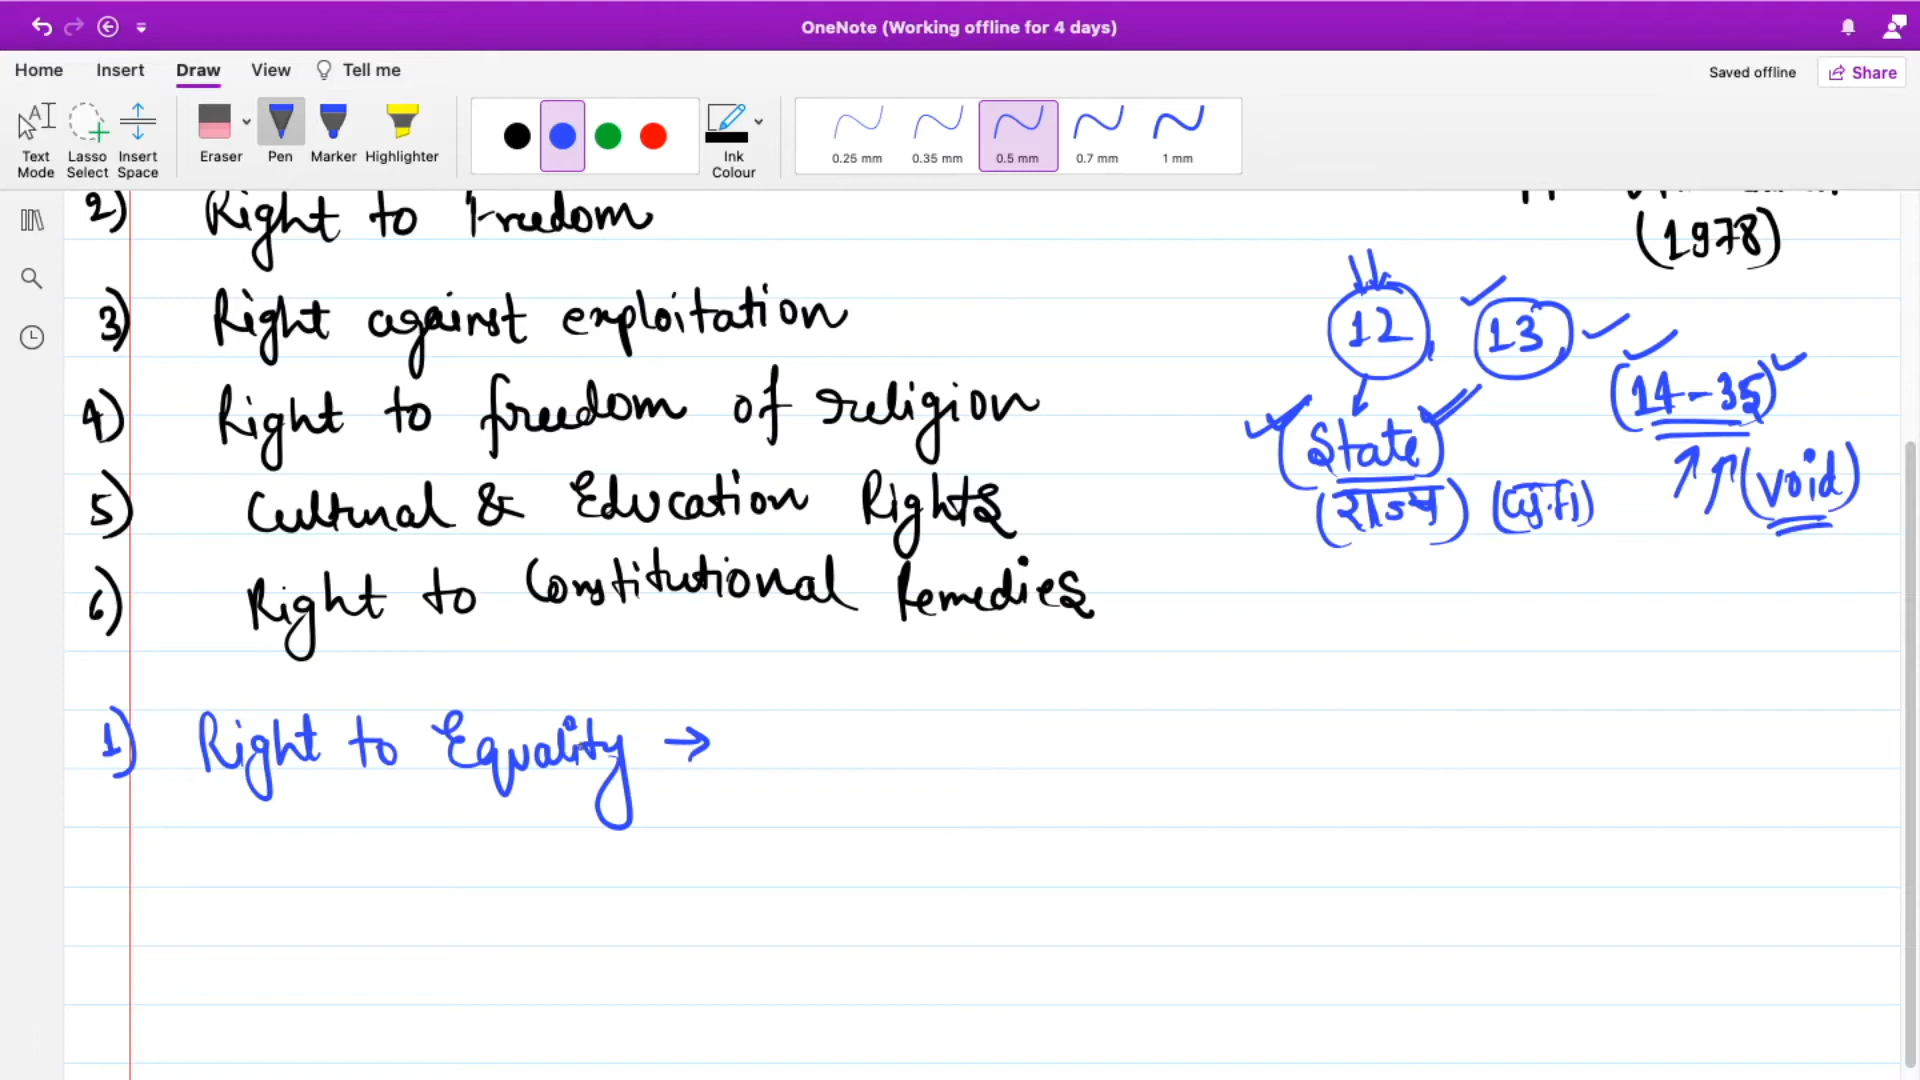 OneNote (Working offline for 4 days)
Home Insert Draw View Tell me
Saved offline Share
Text Mode
Lasso Select
Insert Space
Eraser
Pen
Marker
Highlighter
Ink Colour
0.25 mm
0.35 mm
0.5 mm
0.7 mm
1 mm
2) Right to Freedom
3) Right against exploitation
4) Right to freedom of religion
5) Cultural & Education Rights
6) Right to Constitutional Remedies
(1978)
12, 13,
(14-35)
(State)
(राज्य)
(void)
1) Right to Equality →